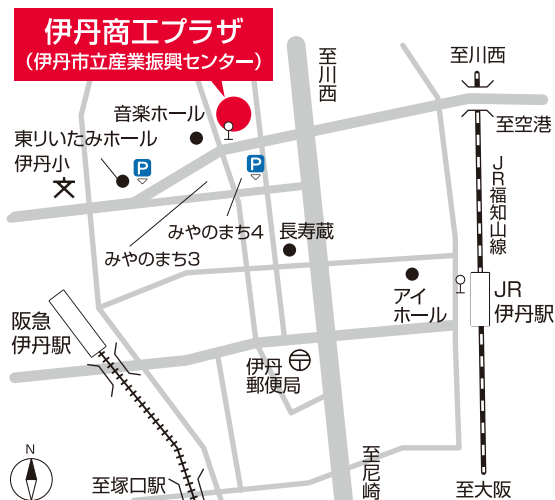 伊丹商工プラザ
（伊丹市立産業振興センター）
至川西
至川西
音楽ホール
至空港
東リいたみホール
伊丹小
文
P
P
JR福知山線
みやのまち4
長寿蔵
みやのまち3
アイ
ホール
JR
伊丹駅
阪急
伊丹駅
伊丹
郵便局
N
至塚口駅
至尼崎
至大阪